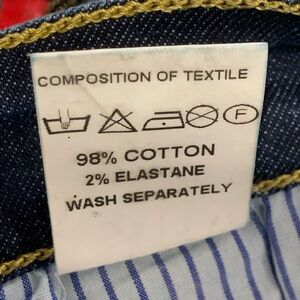 COMPOSITION OF TEXTILE
F
98% COTTON
2% ELASTANE
WASH SEPARATELY